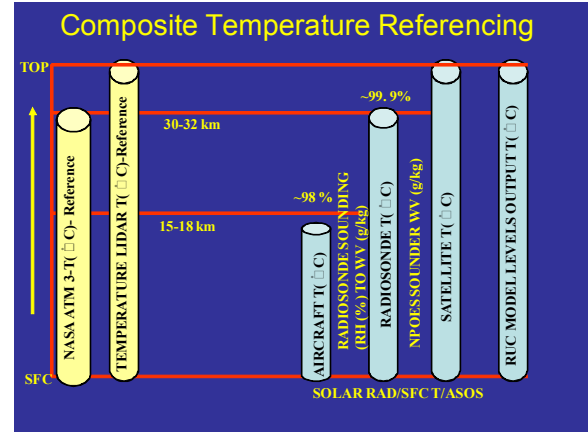 Composite Temperature Referencing
TOP
~99. 9%
30-32 km
~98 %
15-18 km
NASA ATM 3-T(□ C)- Reference
TEMPERATURE LIDAR T(□ C)-Reference
AIRCRAFT T(□ C)
RADIOSONDE SOUNDING
(RH (%) TO WV (g/kg)
RADIOSONDE T(□ C)
NPOES SOUNDER WV (g/kg)
SATELLITE T(□ C)
RUC MODEL LEVELS OUTPUT T(□ C)
SFC
SOLAR RAD/SFC T/ASOS